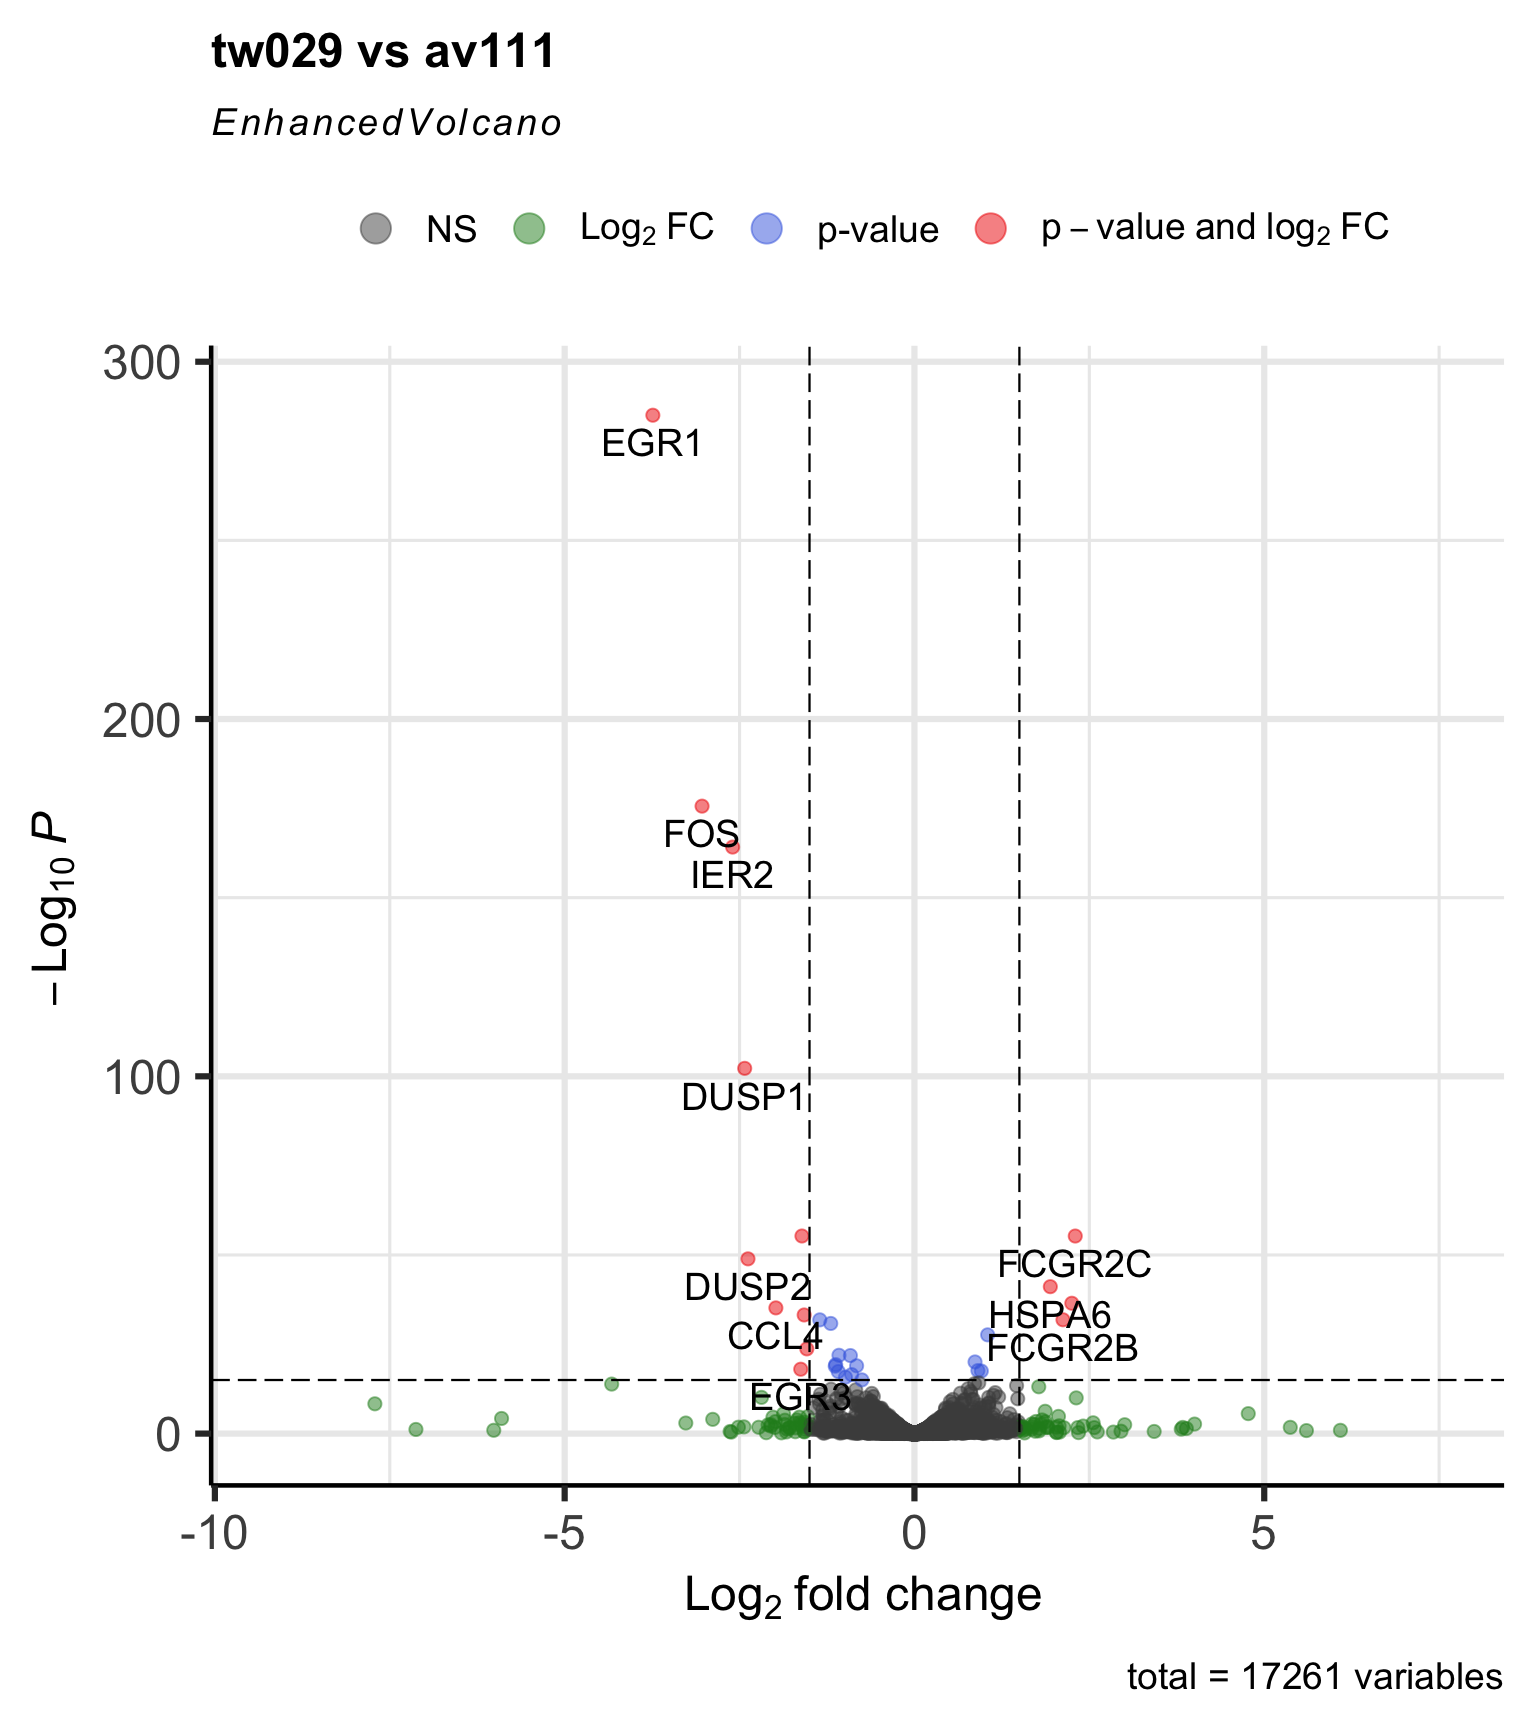 tw029 vs av111
EnhancedVolcano
NS Log₂ FC p-value p – value and log₂ FC
300
200
100
0
– Log₁₀ P
EGR1
FOS
IER2
DUSP1
FCGR2C
DUSP2
HSPA6
CCL4
FCGR2B
EGR3
-10 -5 0 5
Log₂ fold change
total = 17261 variables